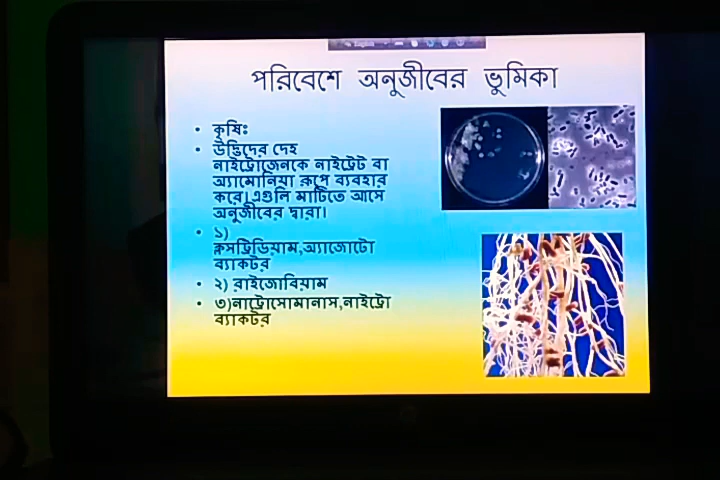 পরিবেশে অনুজীবের ভুমিকা
• কৃষিঃ
• উদ্ভিদের দেহ
নাইট্রোজেনকে নাইট্রেট বা
অ্যামোনিয়া রূপে ব্যবহার
করে। এগুলি মাটিতে আসে
অনুজীবের দ্বারা।
• ১)
ক্লসট্রিডিয়াম,অ্যাজোটো
ব্যাকটর
• ২) রাইজোবিয়াম
• ৩)নাট্রোসোমানাস,নাইট্রো
ব্যাকটর